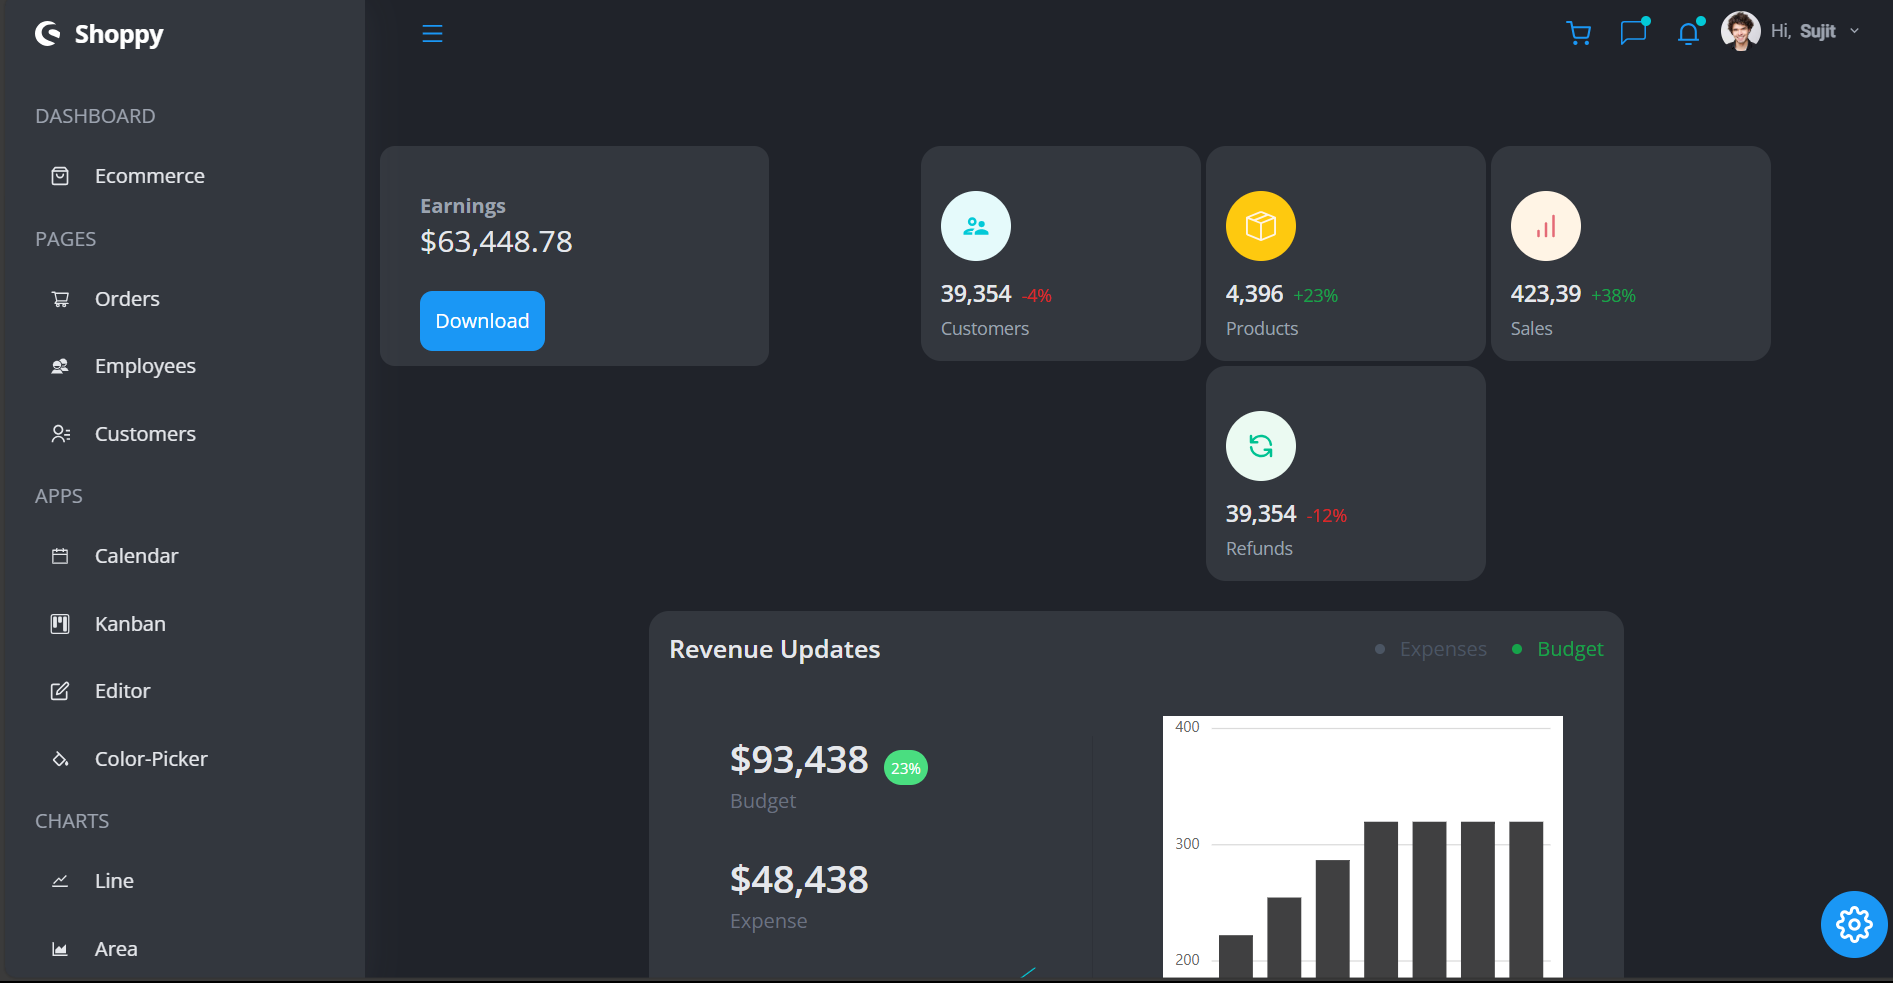 Shoppy
Hi, Sujit
DASHBOARD
Ecommerce
PAGES
Orders
Employees
Customers
APPS
Calendar
Kanban
Editor
Color-Picker
CHARTS
Line
Area
Earnings
$63,448.78
Download
39,354 -4%
Customers
4,396 +23%
Products
423,39 +38%
Sales
39,354 -12%
Refunds
Revenue Updates
Expenses
Budget
$93,438 23%
Budget
$48,438
Expense
400
300
200